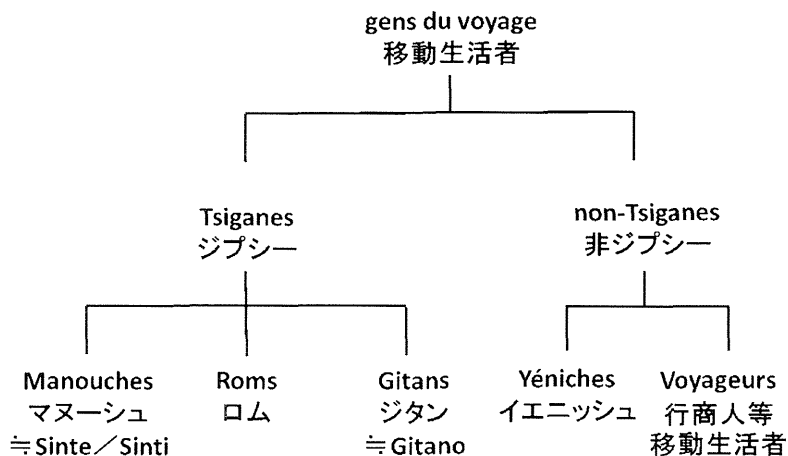 gens du voyage
移動生活者
Tsiganes
ジプシー
non-Tsiganes
非ジプシー
Manouches
マヌーシュ
≒Sinte／Sinti
Roms
ロム
Gitans
ジタン
≒Gitano
Yéniches
イエニッシュ
Voyageurs
行商人等
移動生活者